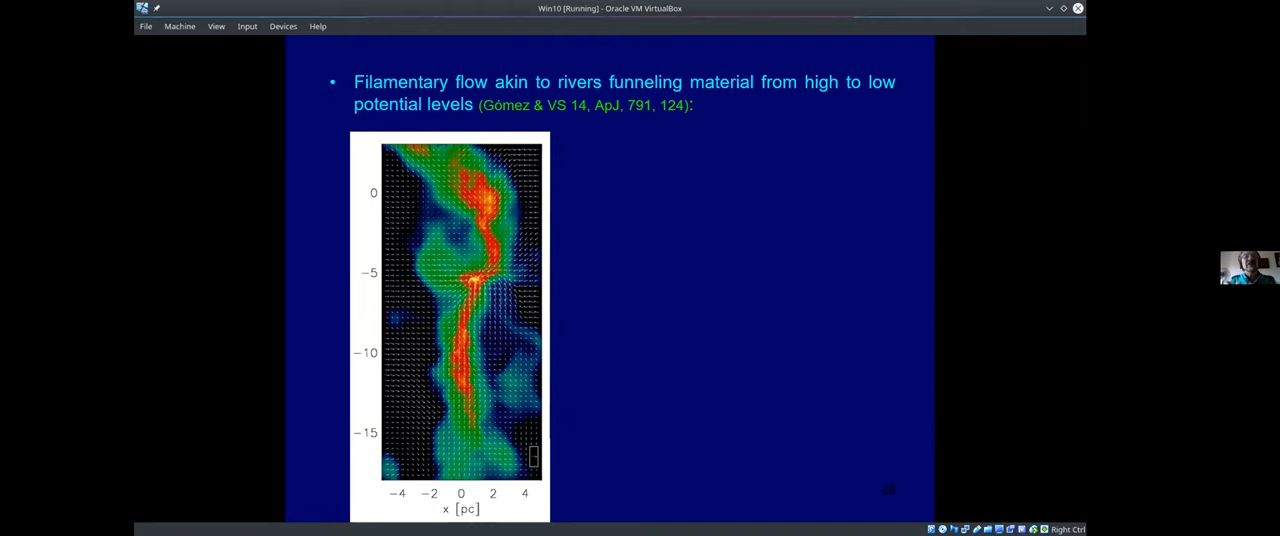 Win10 [Running] - Oracle VM VirtualBox
File Machine View Input Devices Help
• Filamentary flow akin to rivers funneling material from high to low
potential levels (Gómez & VS 14, ApJ, 791, 124):
0
−5
−10
−15
−4 −2 0 2 4
x [pc]
28
Right Ctrl